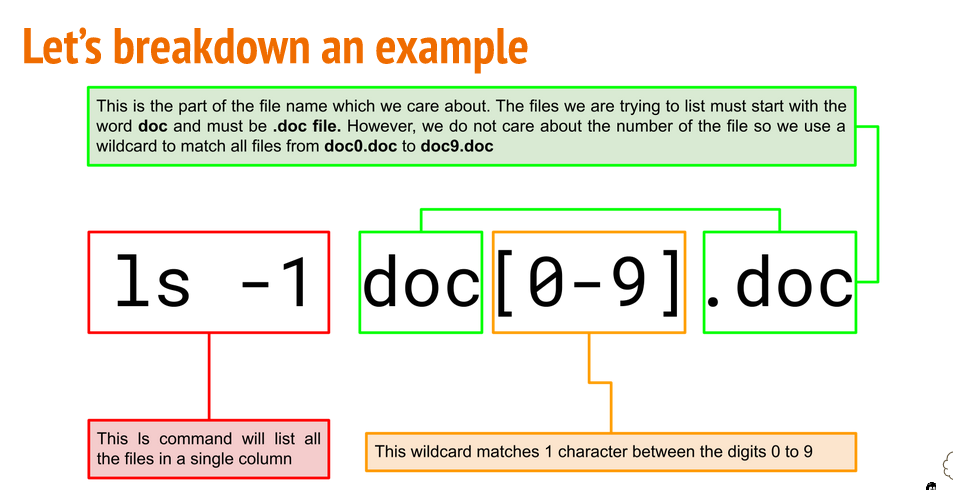 Let's breakdown an example
This is the part of the file name which we care about. The files we are trying to list must start with the
word doc and must be .doc file. However, we do not care about the number of the file so we use a
wildcard to match all files from doc0.doc to doc9.doc
ls -1 doc[0-9].doc
This ls command will list all
the files in a single column
This wildcard matches 1 character between the digits 0 to 9